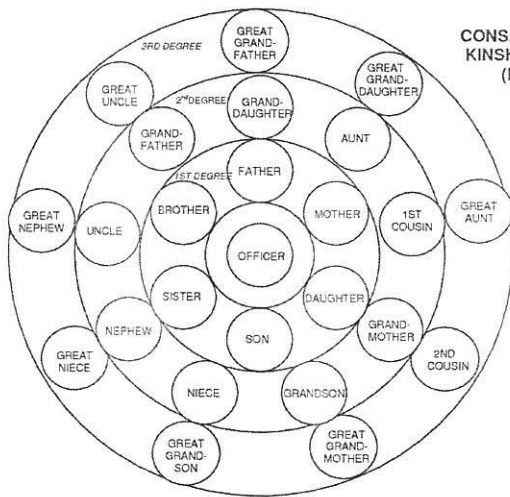 GREAT
GRAND-
FATHER
CONS
KINSH
(
3RD DEGREE
GREAT
UNCLE
GREAT
GRAND-
DAUGHTER
2ND DEGREE
GRAND-
DAUGHTER
GRAND-
FATHER
AUNT
1ST DEGREE
FATHER
BROTHER
MOTHER
GREAT
NEPHEW
UNCLE
1ST
COUSIN
GREAT
AUNT
OFFICER
SISTER
DAUGHTER
NEPHEW
SON
GRAND-
MOTHER
GREAT
NIECE
2ND
COUSIN
NIECE
GRANDSON
GREAT
GRAND-
SON
GREAT
GRAND-
MOTHER